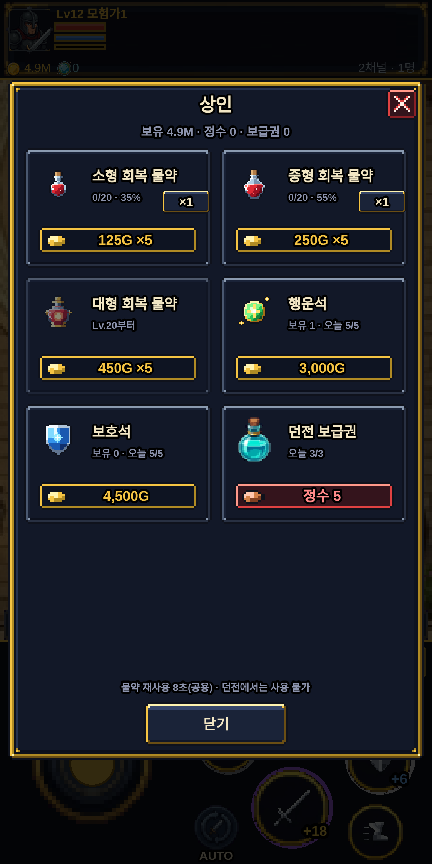 Lv12 모험가1
4.9M 0
2채널 · 1명
상인
보유 4.9M · 정수 0 · 보급권 0
소형 회복 물약
0/20 · 35%
×1
125G ×5
중형 회복 물약
0/20 · 55%
×1
250G ×5
대형 회복 물약
Lv.20부터
450G ×5
행운석
보유 1 · 오늘 5/5
3,000G
보호석
보유 0 · 오늘 5/5
4,500G
던전 보급권
오늘 3/3
정수 5
물약 재사용 8초(공용) · 던전에서는 사용 불가
닫기
+6
+18
AUTO